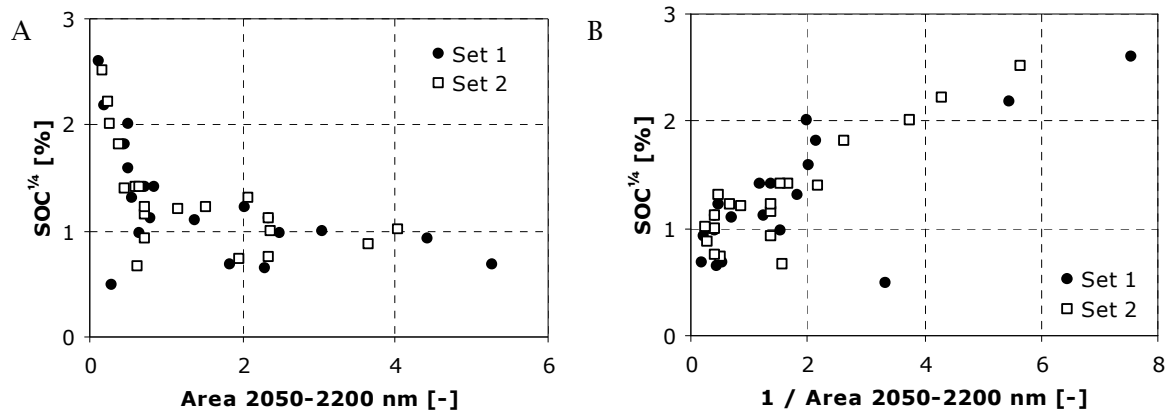 A
3
2
1
0
SOC¼ [%]
Set 1
Set 2
0 2 4 6
Area 2050-2200 nm [-]
B
3
2
1
0
SOC¼ [%]
Set 1
Set 2
0 2 4 6 8
1 / Area 2050-2200 nm [-]